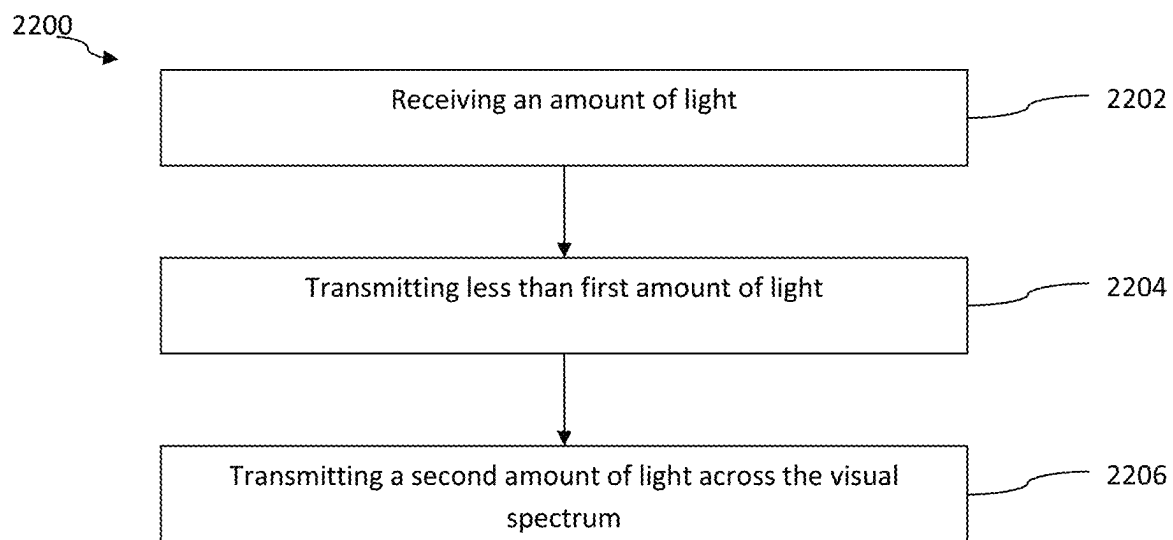 2200
Receiving an amount of light
2202
Transmitting less than first amount of light
2204
Transmitting a second amount of light across the visual
spectrum
2206